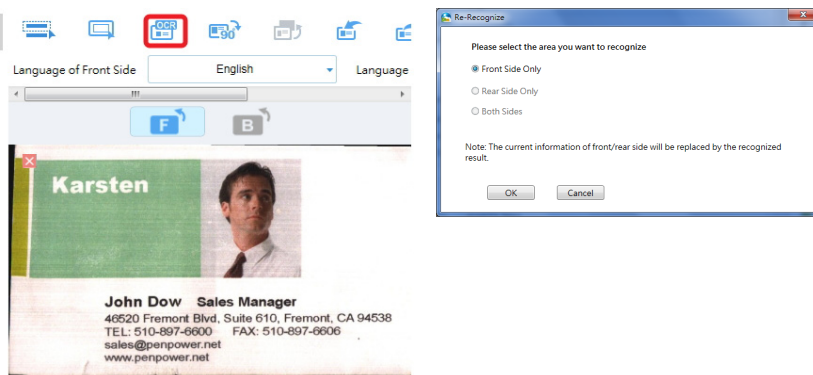 OCR
90°
Language of Front Side
English
Language
F
B
Karsten
John Dow Sales Manager
46520 Fremont Blvd, Suite 610, Fremont, CA 94538
TEL: 510-897-6600 FAX: 510-897-6606
sales@penpower.net
www.penpower.net
Re-Recognize
Please select the area you want to recognize
Front Side Only
Rear Side Only
Both Sides
Note: The current information of front/rear side will be replaced by the recognized
result.
OK
Cancel